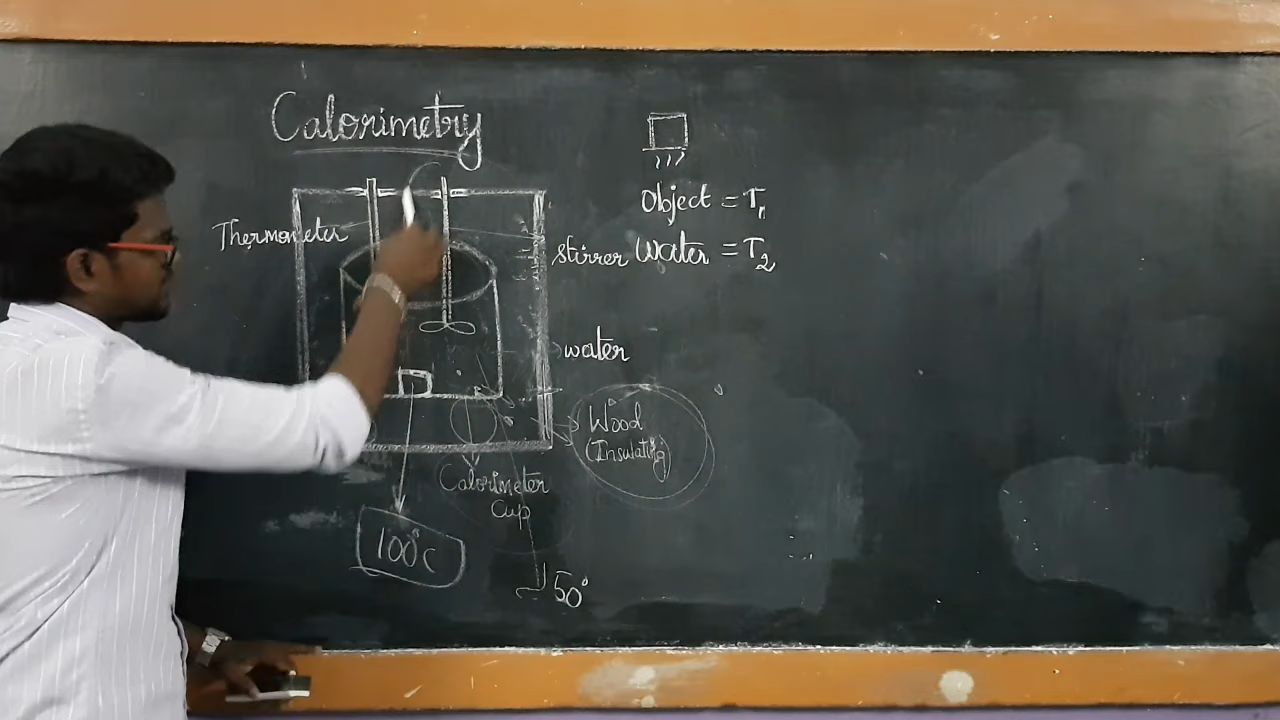 Calorimetry
Object = T₁
Thermometer
stirrer Water = T₂
water
Wood
(Insulating)
Calorimeter
cup
100°C
50°